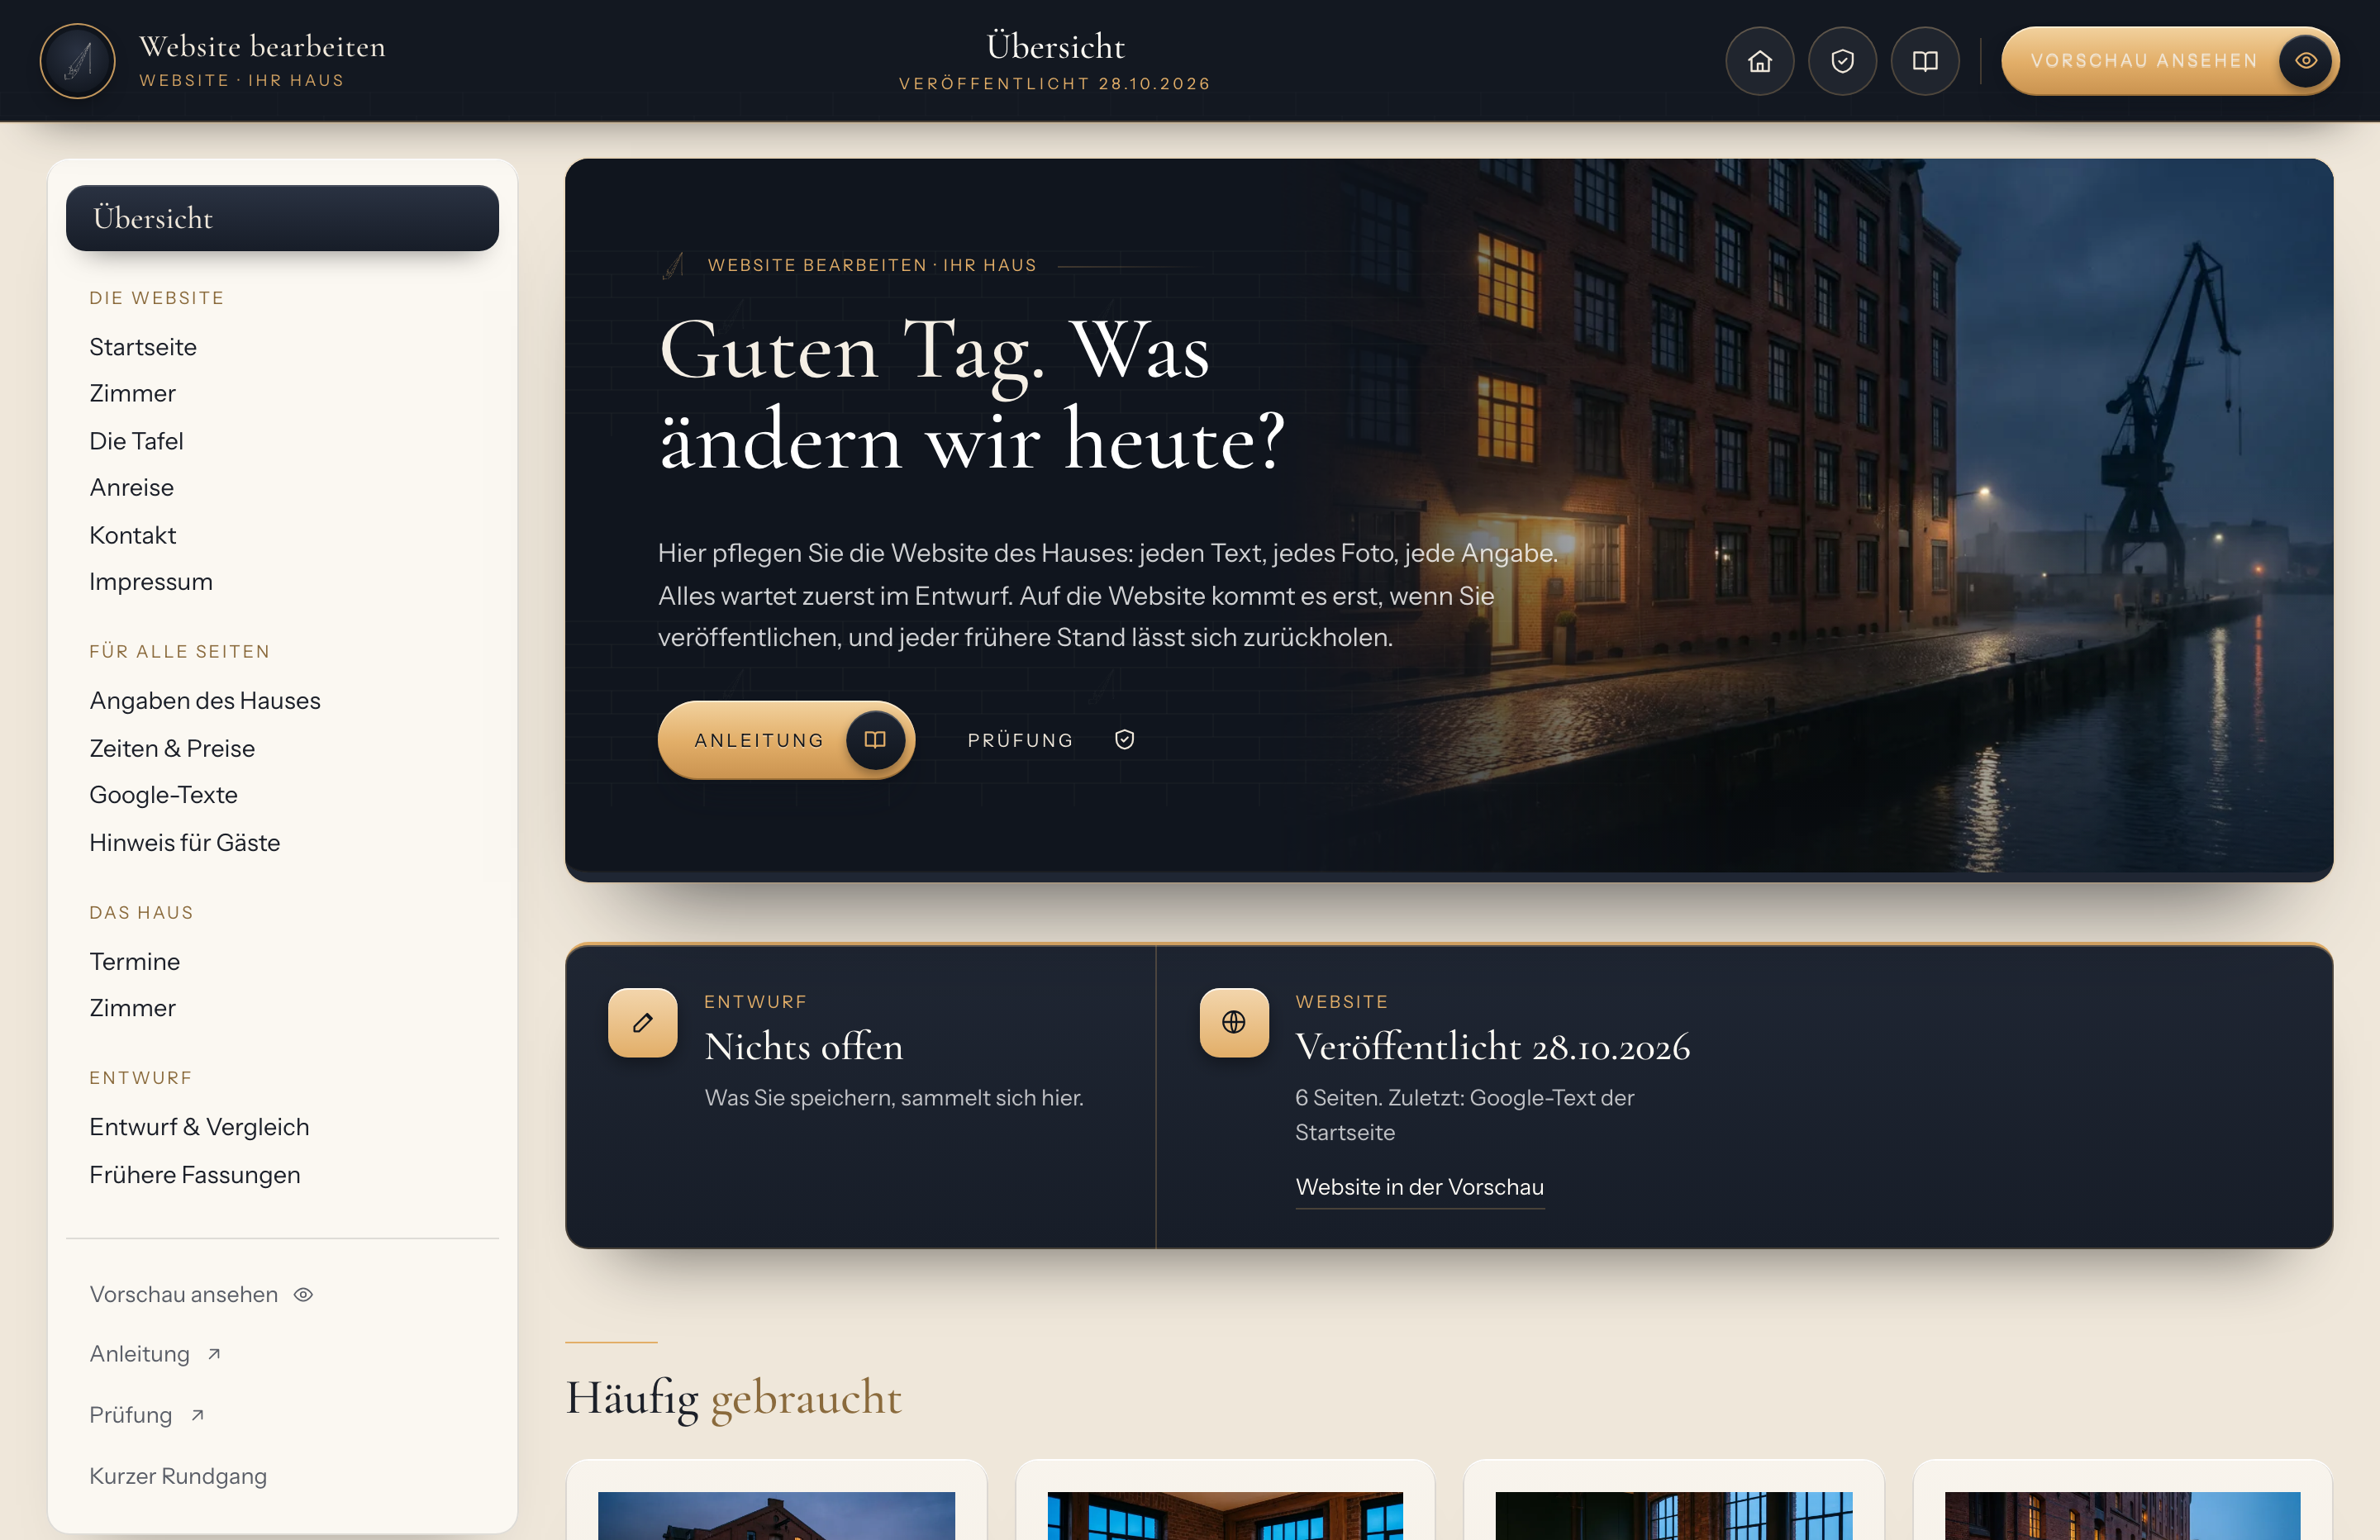 Website bearbeiten
WEBSITE · IHR HAUS
Übersicht
VERÖFFENTLICHT 28.10.2026
VORSCHAU ANSEHEN
Übersicht
DIE WEBSITE
Startseite
Zimmer
Die Tafel
Anreise
Kontakt
Impressum
FÜR ALLE SEITEN
Angaben des Hauses
Zeiten & Preise
Google-Texte
Hinweis für Gäste
DAS HAUS
Termine
Zimmer
ENTWURF
Entwurf & Vergleich
Frühere Fassungen
Vorschau ansehen
Anleitung
Prüfung
Kurzer Rundgang
WEBSITE BEARBEITEN · IHR HAUS
Guten Tag. Was
ändern wir heute?
Hier pflegen Sie die Website des Hauses: jeden Text, jedes Foto, jede Angabe.
Alles wartet zuerst im Entwurf. Auf die Website kommt es erst, wenn Sie
veröffentlichen, und jeder frühere Stand lässt sich zurückholen.
ANLEITUNG
PRÜFUNG
ENTWURF
Nichts offen
Was Sie speichern, sammelt sich hier.
WEBSITE
Veröffentlicht 28.10.2026
6 Seiten. Zuletzt: Google-Text der
Startseite
Website in der Vorschau
Häufig gebraucht